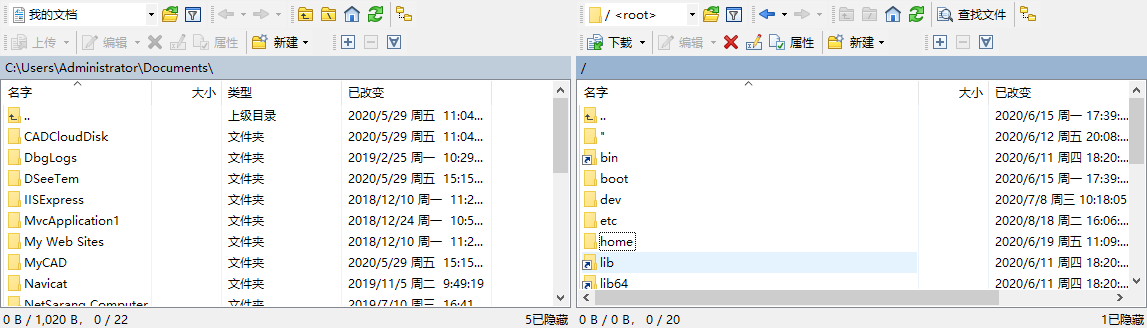 我的文档
/ <root>
查找文件
上传
编辑
属性
新建
下载
编辑
属性
新建
C:\Users\Administrator\Documents\
/
名字 大小 类型 已改变
.. 上级目录 2020/5/29 周五 11:04...
CADCloudDisk 文件夹 2020/5/29 周五 11:04...
DbgLogs 文件夹 2019/2/25 周一 10:29...
DSeeTem 文件夹 2020/5/29 周五 15:15...
IISExpress 文件夹 2018/12/10 周一 11:2...
MvcApplication1 文件夹 2018/12/24 周一 10:5...
My Web Sites 文件夹 2018/12/10 周一 11:2...
MyCAD 文件夹 2020/5/29 周五 15:15...
Navicat 文件夹 2019/11/5 周二 9:49:19
NetSarang Computer 文件夹 2019/7/10 周三 16:41...
0 B / 1,020 B， 0 / 22 5已隐藏
名字 大小 已改变
.. 2020/6/15 周一 17:39:...
" 2020/6/12 周五 20:08:...
bin 2020/6/11 周四 18:20:...
boot 2020/6/15 周一 17:39:...
dev 2020/7/8 周三 10:18:05
etc 2020/8/18 周二 16:06:...
home 2020/6/19 周五 11:09:...
lib 2020/6/11 周四 18:20:...
lib64 2020/6/11 周四 18:20:...
0 B / 0 B， 0 / 20 1已隐藏